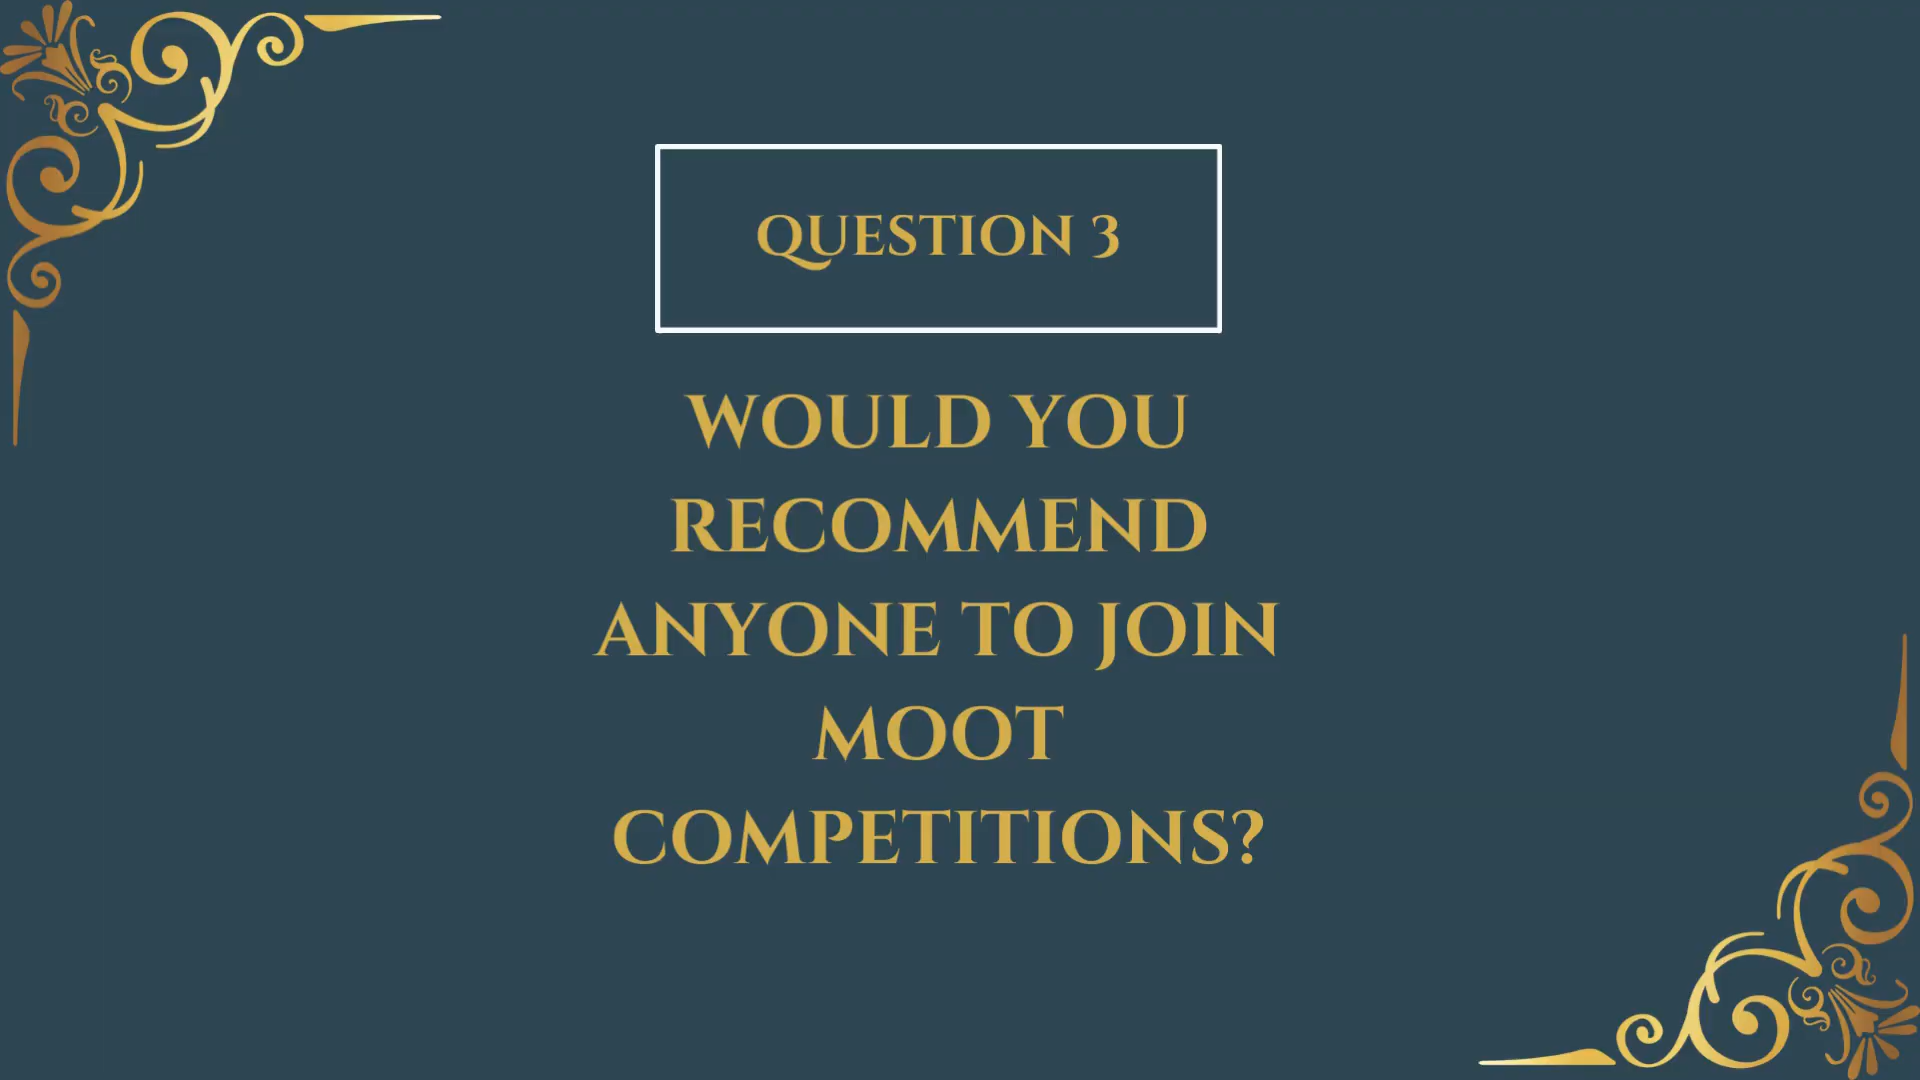 QUESTION 3
WOULD YOU
RECOMMEND
ANYONE TO JOIN
MOOT
COMPETITIONS?